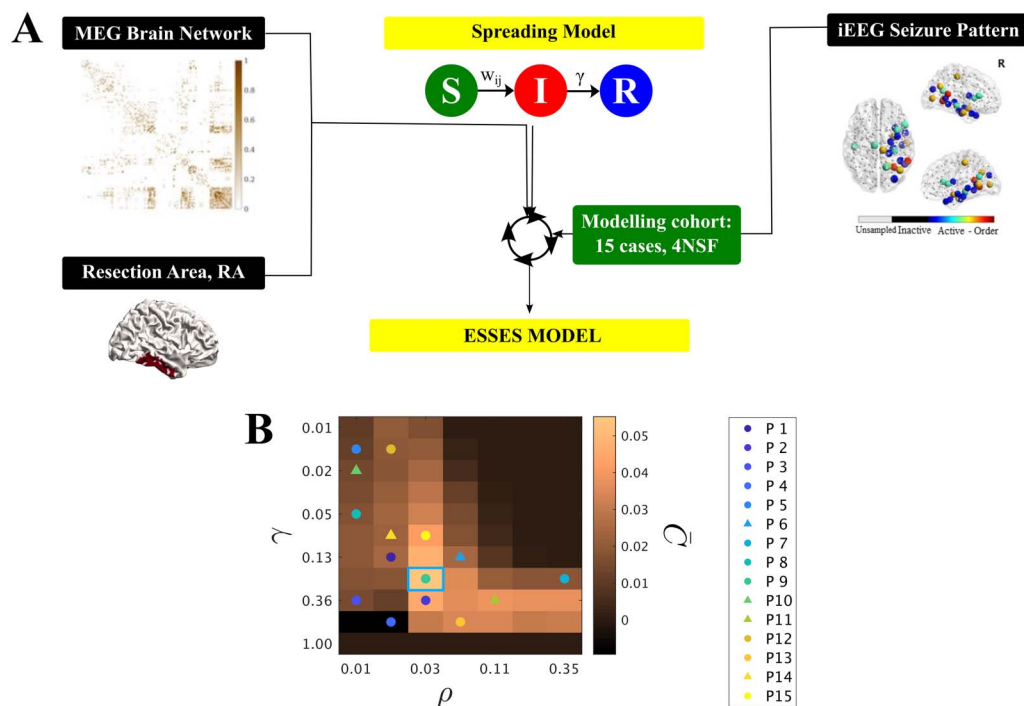 A
MEG Brain Network
Spreading Model
iEEG Seizure Pattern
1
0.8
0.6
0.4
0.2
0
S
w_ij
I
γ
R
R
Unsampled
Inactive
Active - Order
Modelling cohort:
15 cases, 4NSF
Resection Area, RA
ESSES MODEL
B
0.01
0.02
0.05
0.13
0.36
1.00
γ
0.01
0.03
0.11
0.35
ρ
0.05
0.04
0.03
0.02
0.01
0
C̅
P 1
P 2
P 3
P 4
P 5
P 6
P 7
P 8
P 9
P10
P11
P12
P13
P14
P15